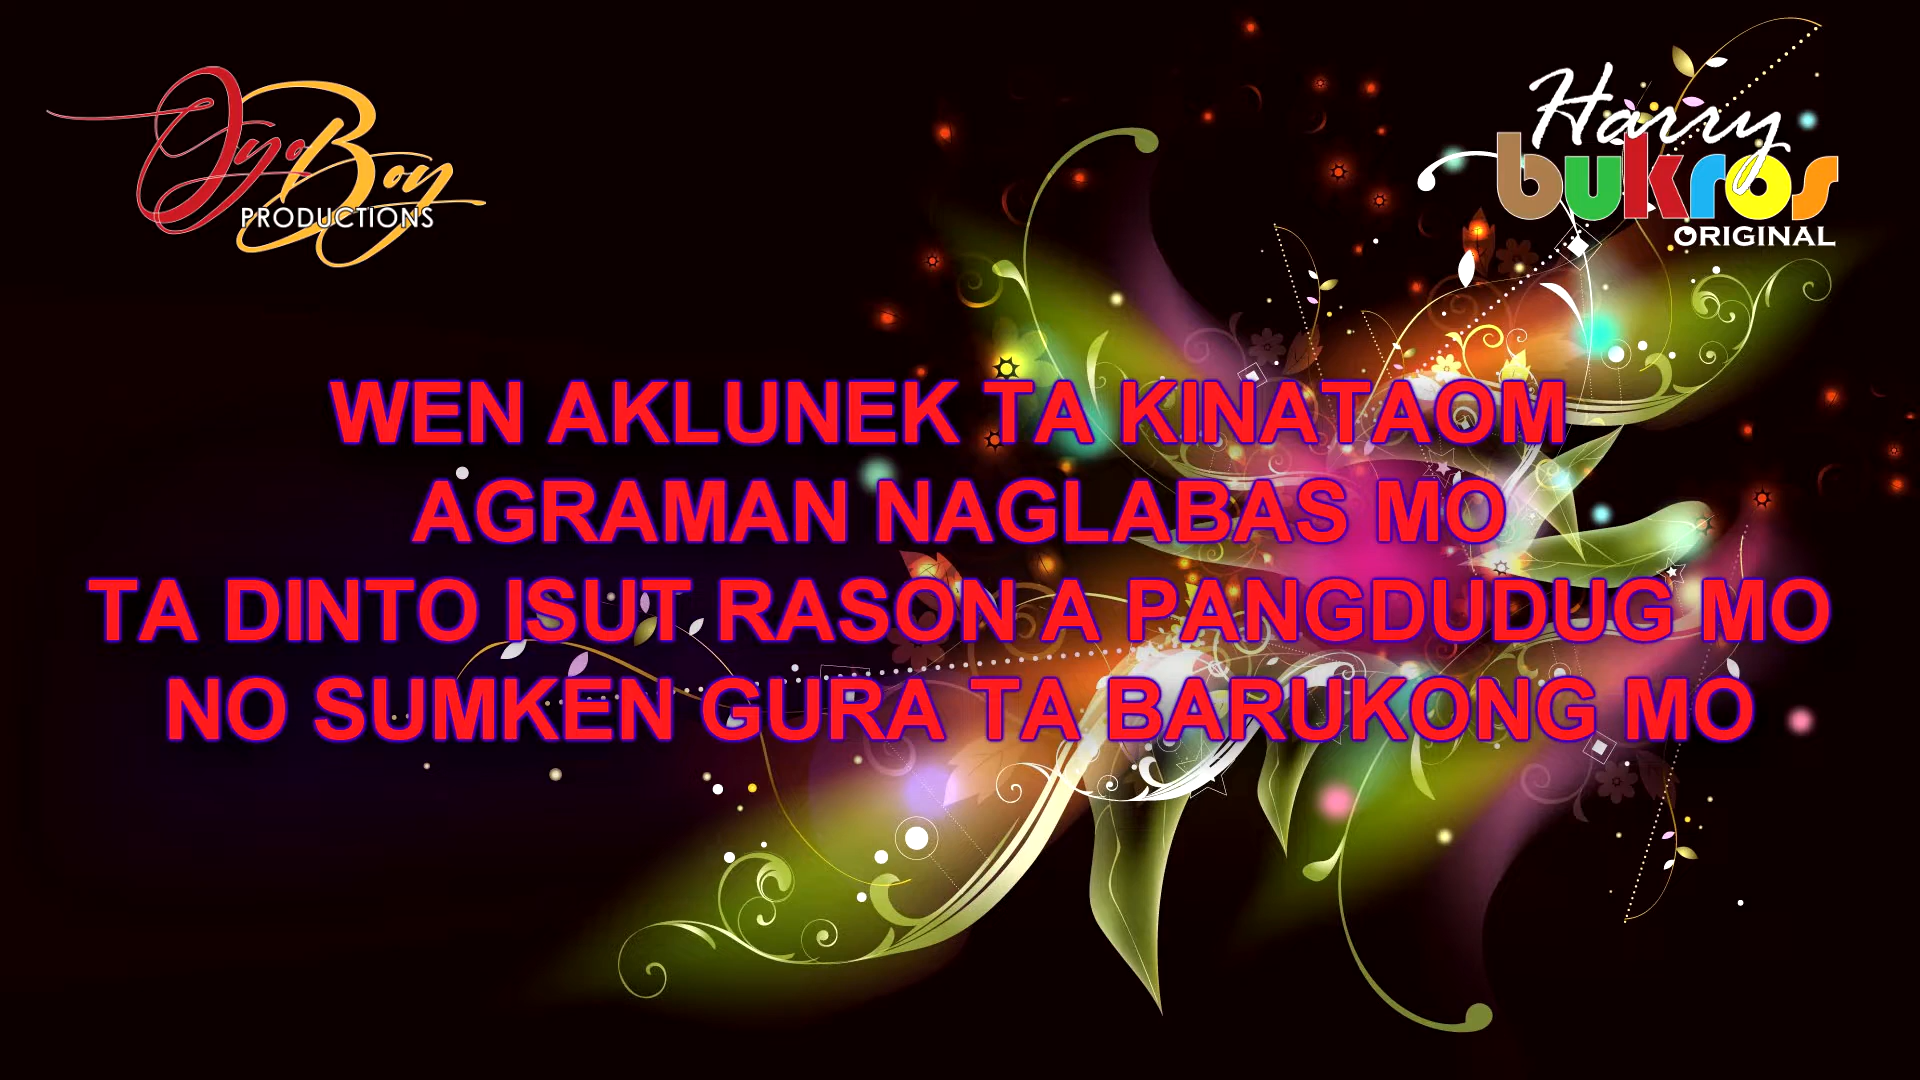 OyoBoy
PRODUCTIONS
Harry
bukros
ORIGINAL
WEN AKLUNEK TA KINATAOM
AGRAMAN NAGLABAS MO
TA DINTO ISUT RASON A PANGDUDUG MO
NO SUMKEN GURA TA BARUKONG MO